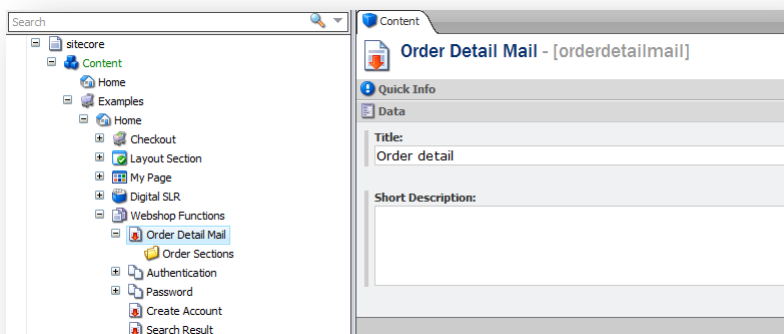 Search
sitecore
Content
Home
Examples
Home
Checkout
Layout Section
My Page
Digital SLR
Webshop Functions
Order Detail Mail
Order Sections
Authentication
Password
Create Account
Search Result
Content
Order Detail Mail - [orderdetailmail]
Quick Info
Data
Title:
Order detail
Short Description: